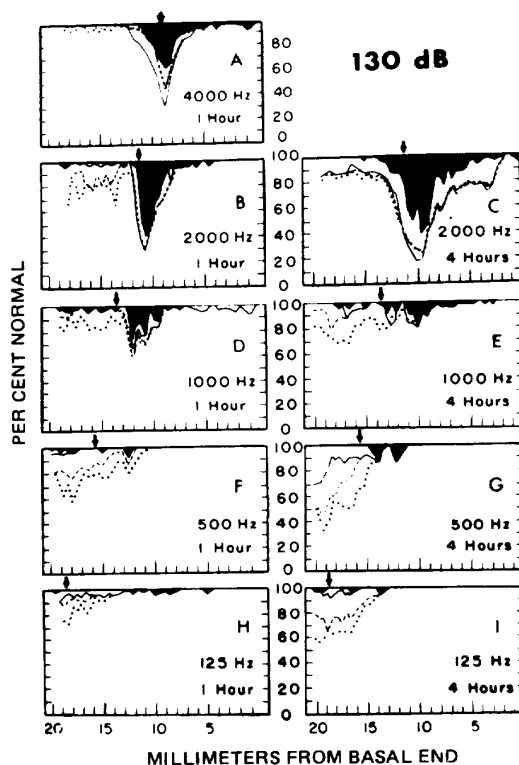 130 dB
PER CENT NORMAL
A
4000 Hz
1 Hour
80
60
40
20
0
B
2000 Hz
1 Hour
100
80
60
40
20
0
C
2000 Hz
4 Hours
D
1000 Hz
1 Hour
100
80
60
40
20
0
E
1000 Hz
4 Hours
F
500 Hz
1 Hour
100
80
60
40
20
0
G
500 Hz
4 Hours
H
125 Hz
1 Hour
100
80
60
40
20
0
I
125 Hz
4 Hours
20 15 10 5 20 15 10 5 0
MILLIMETERS FROM BASAL END